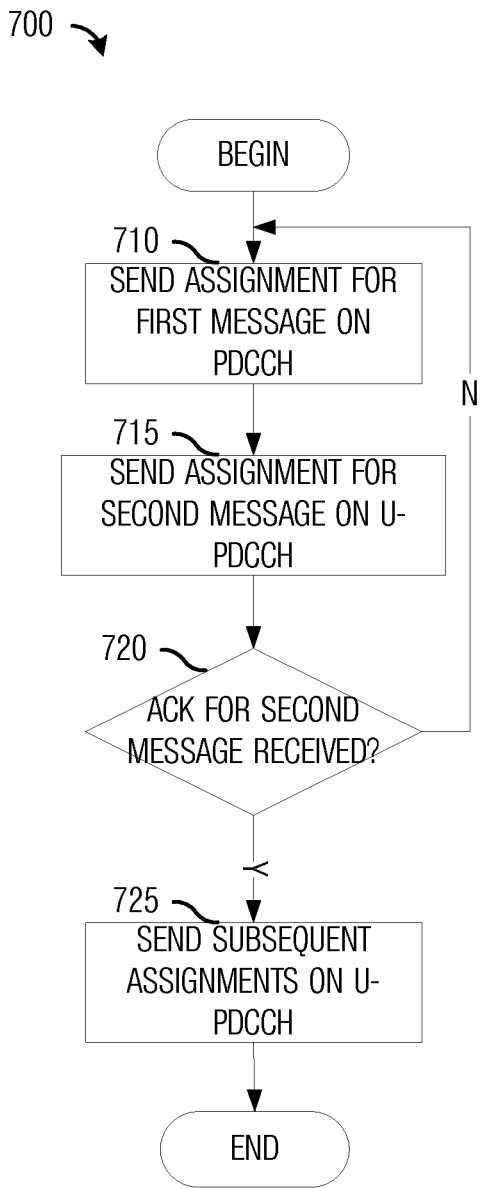 700
BEGIN
710
SEND ASSIGNMENT FOR
FIRST MESSAGE ON
PDCCH
N
715
SEND ASSIGNMENT FOR
SECOND MESSAGE ON U-
PDCCH
720
ACK FOR SECOND
MESSAGE RECEIVED?
Y
725
SEND SUBSEQUENT
ASSIGNMENTS ON U-
PDCCH
END